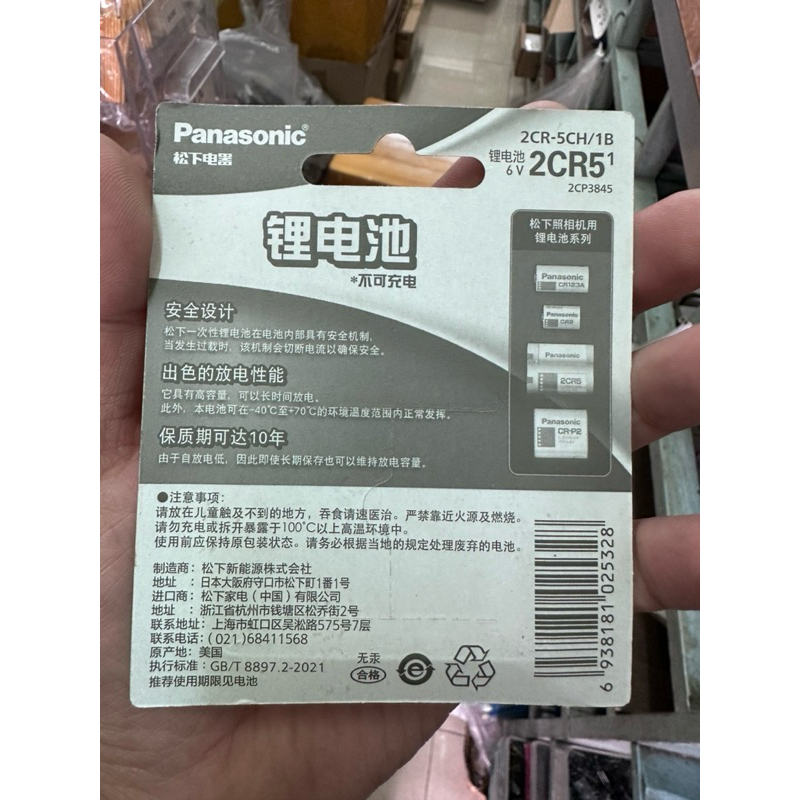 Panasonic®
松下电器
2CR-5CH/1B
锂电池
6V
2CR5¹
2CP3845
锂电池
*不可充电
松下照相机用
锂电池系列
Panasonic
CR123A
Panasonic
CR2
Panasonic
2CR5
Panasonic
CR-P2
安全设计
松下一次性锂电池在电池内部具有安全机制，
当发生过载时，该机制会切断电流以确保安全。
出色的放电性能
它具有高容量，可以长时间放电。
此外，本电池可在-40℃至+70℃的环境温度范围内正常发挥。
保质期可达10年
由于自放电低，因此即使长期保存也可以维持放电容量。
●注意事项：
请放在儿童触及不到的地方，吞食请速医治。严禁靠近火源及燃烧。
请勿充电或拆开暴露于100℃以上高温环境中。
使用前应保持原包装状态。请务必根据当地的规定处理废弃的电池。
制造商：松下新能源株式会社
地址：日本大阪府守口市松下町1番1号
进口商：松下家电（中国）有限公司
地址：浙江省杭州市钱塘区松乔街2号
联系地址：上海市虹口区吴淞路575号7层
联系电话：(021)68411568
原产地：美国
执行标准：GB/T 8897.2-2021
推荐使用期限见电池
无汞
合格
6 938181 025328